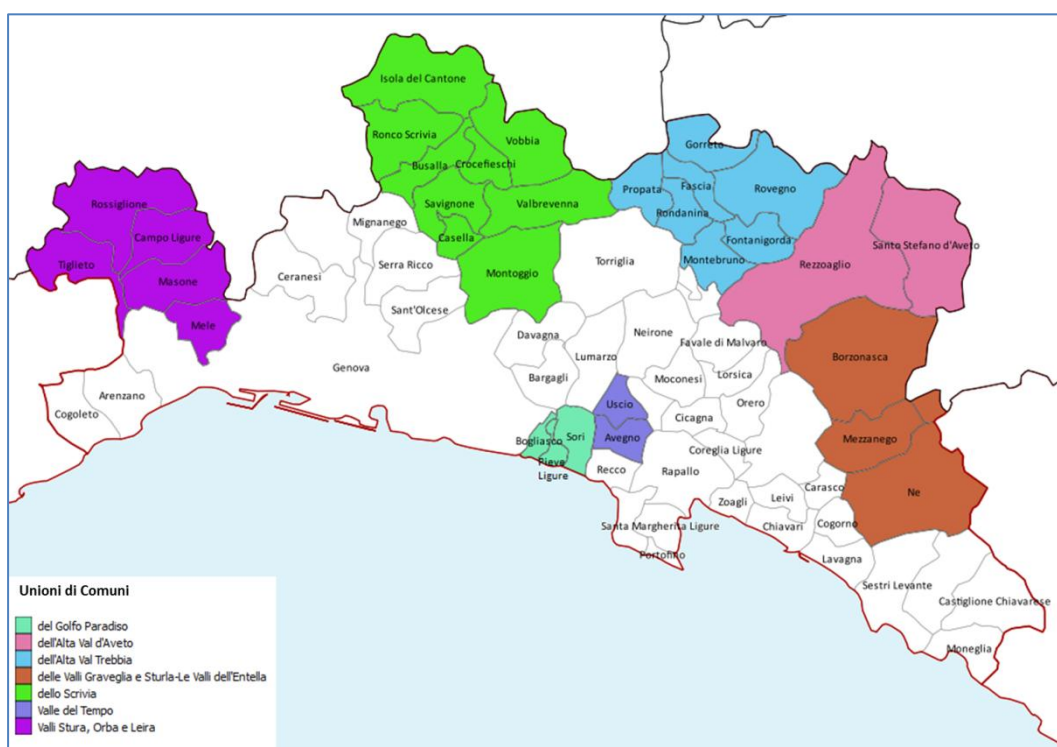 Isola del Cantone
Ronco Scrivia
Vobbia
Busalla
Crocefieschi
Savignone
Valbrevenna
Casella
Montoggio
Gorreto
Propata
Fascia
Rovegno
Rondanina
Fontanigorda
Montebruno
Santo Stefano d'Aveto
Rezzoaglio
Rossiglione
Campo Ligure
Tiglieto
Masone
Mele
Mignanego
Ceranesi
Serra Ricco
Sant'Olcese
Torriglia
Genova
Davagna
Neirone
Lumarzo
Favale di Malvaro
Bargagli
Moconesi
Lorsica
Borzonasca
Arenzano
Cogoleto
Uscio
Cicagna
Orero
Bogliasco
Sori
Avegno
Mezzanego
Pieve
Ligure
Recco
Rapallo
Coreglia Ligure
Ne
Zoagli
Leivi
Carasco
Santa Margherita Ligure
Chiavari
Cogorno
Portofino
Lavagna
Sestri Levante
Castiglione Chiavarese
Moneglia
Unioni di Comuni
del Golfo Paradiso
dell'Alta Val d'Aveto
dell'Alta Val Trebbia
delle Valli Graveglia e Sturla-Le Valli dell'Entella
dello Scrivia
Valle del Tempo
Valli Stura, Orba e Leira